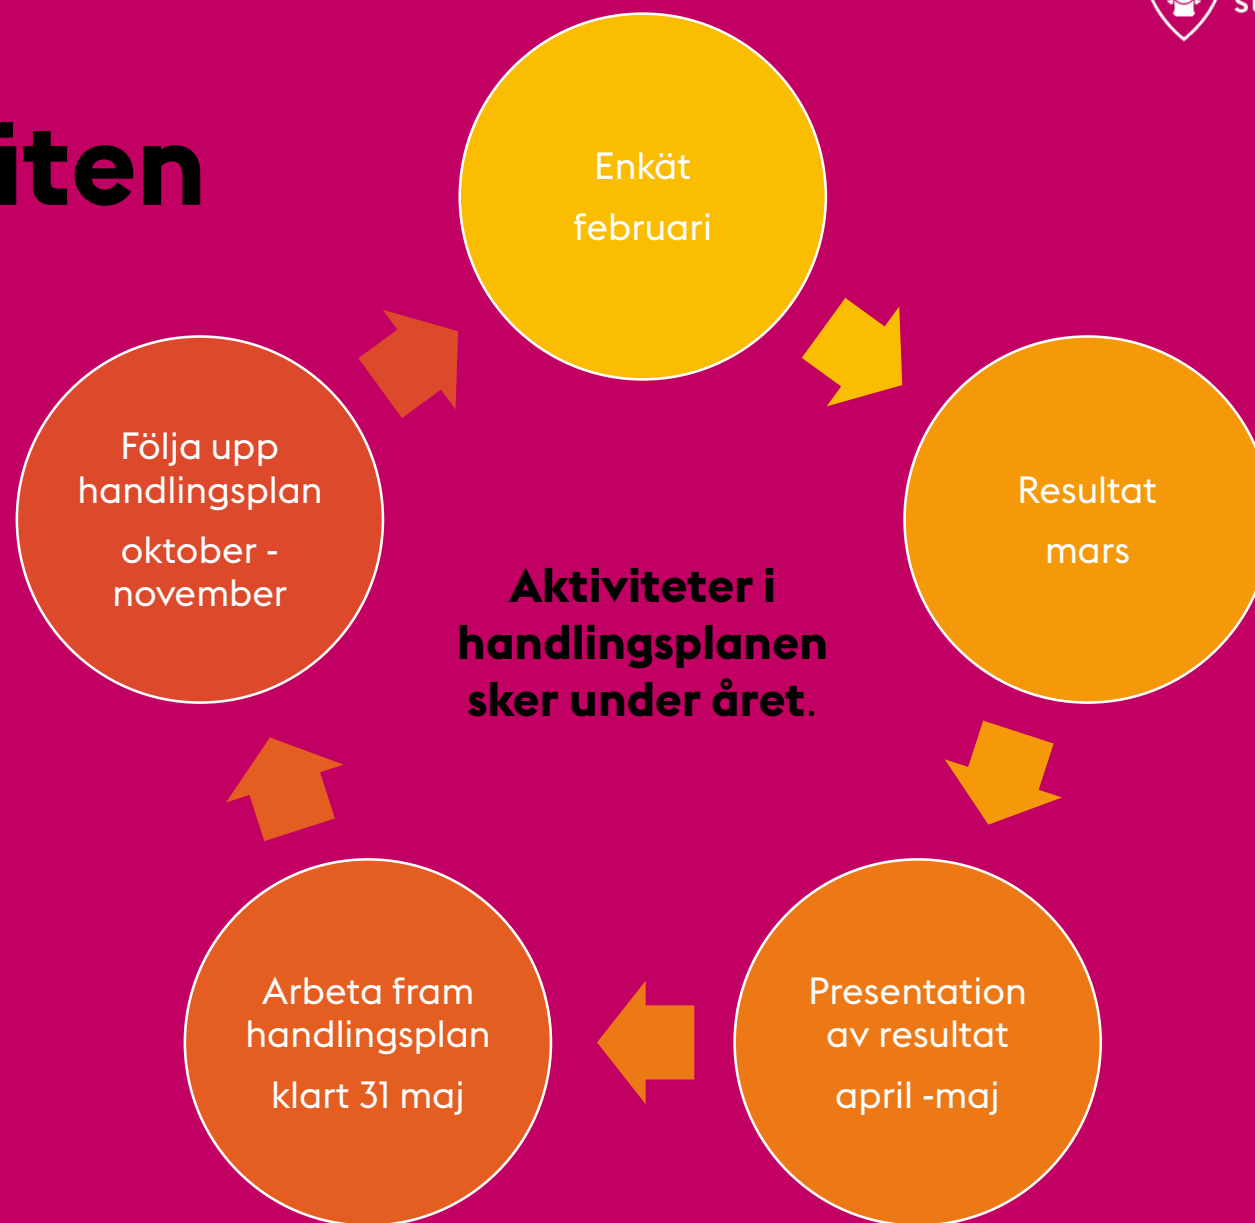 iten
Enkät
februari
Resultat
mars
Presentation
av resultat
april -maj
Arbeta fram
handlingsplan
klart 31 maj
Följa upp
handlingsplan
oktober -
november
Aktiviteter i
handlingsplanen
sker under året.